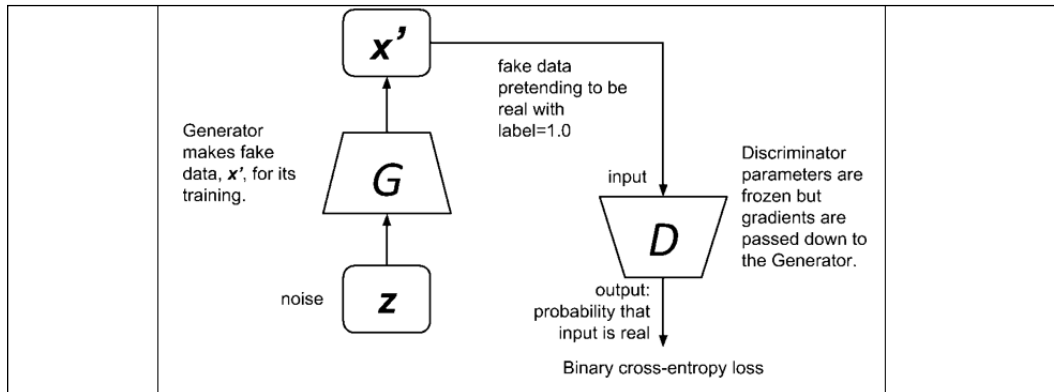 x’
fake data
pretending to be
real with
label=1.0
Generator
makes fake
data, x’, for its
training.
G
input
Discriminator
parameters are
frozen but
gradients are
passed down to
the Generator.
D
noise
z
output:
probability that
input is real
Binary cross-entropy loss